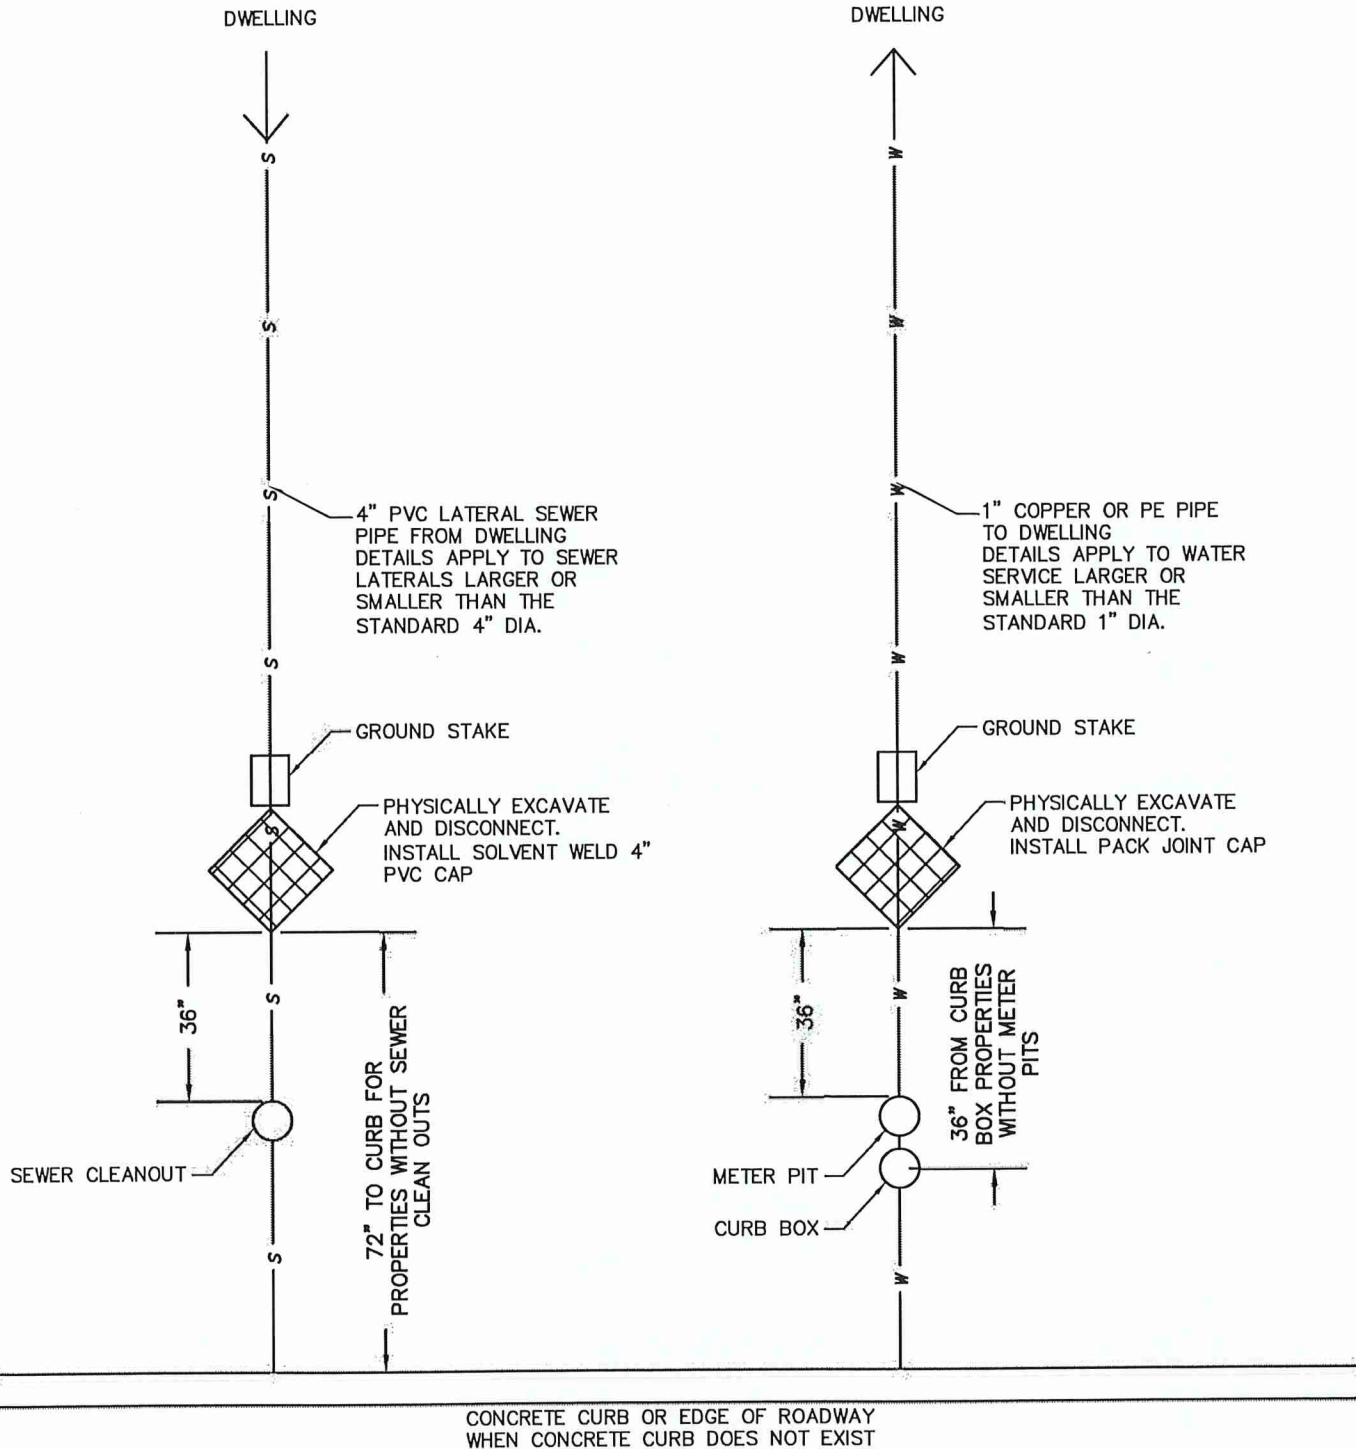 DWELLING
S
S
S
4" PVC LATERAL SEWER
PIPE FROM DWELLING
DETAILS APPLY TO SEWER
LATERALS LARGER OR
SMALLER THAN THE
STANDARD 4" DIA.
S
GROUND STAKE
S
PHYSICALLY EXCAVATE
AND DISCONNECT.
INSTALL SOLVENT WELD 4"
PVC CAP
36"
S
72" TO CURB FOR
PROPERTIES WITHOUT SEWER
CLEAN OUTS
SEWER CLEANOUT
S
DWELLING
W
W
W
1" COPPER OR PE PIPE
TO DWELLING
DETAILS APPLY TO WATER
SERVICE LARGER OR
SMALLER THAN THE
STANDARD 1" DIA.
W
GROUND STAKE
W
PHYSICALLY EXCAVATE
AND DISCONNECT.
INSTALL PACK JOINT CAP
36"
W
36" FROM CURB
BOX PROPERTIES
WITHOUT METER
PITS
METER PIT
CURB BOX
W
CONCRETE CURB OR EDGE OF ROADWAY
WHEN CONCRETE CURB DOES NOT EXIST